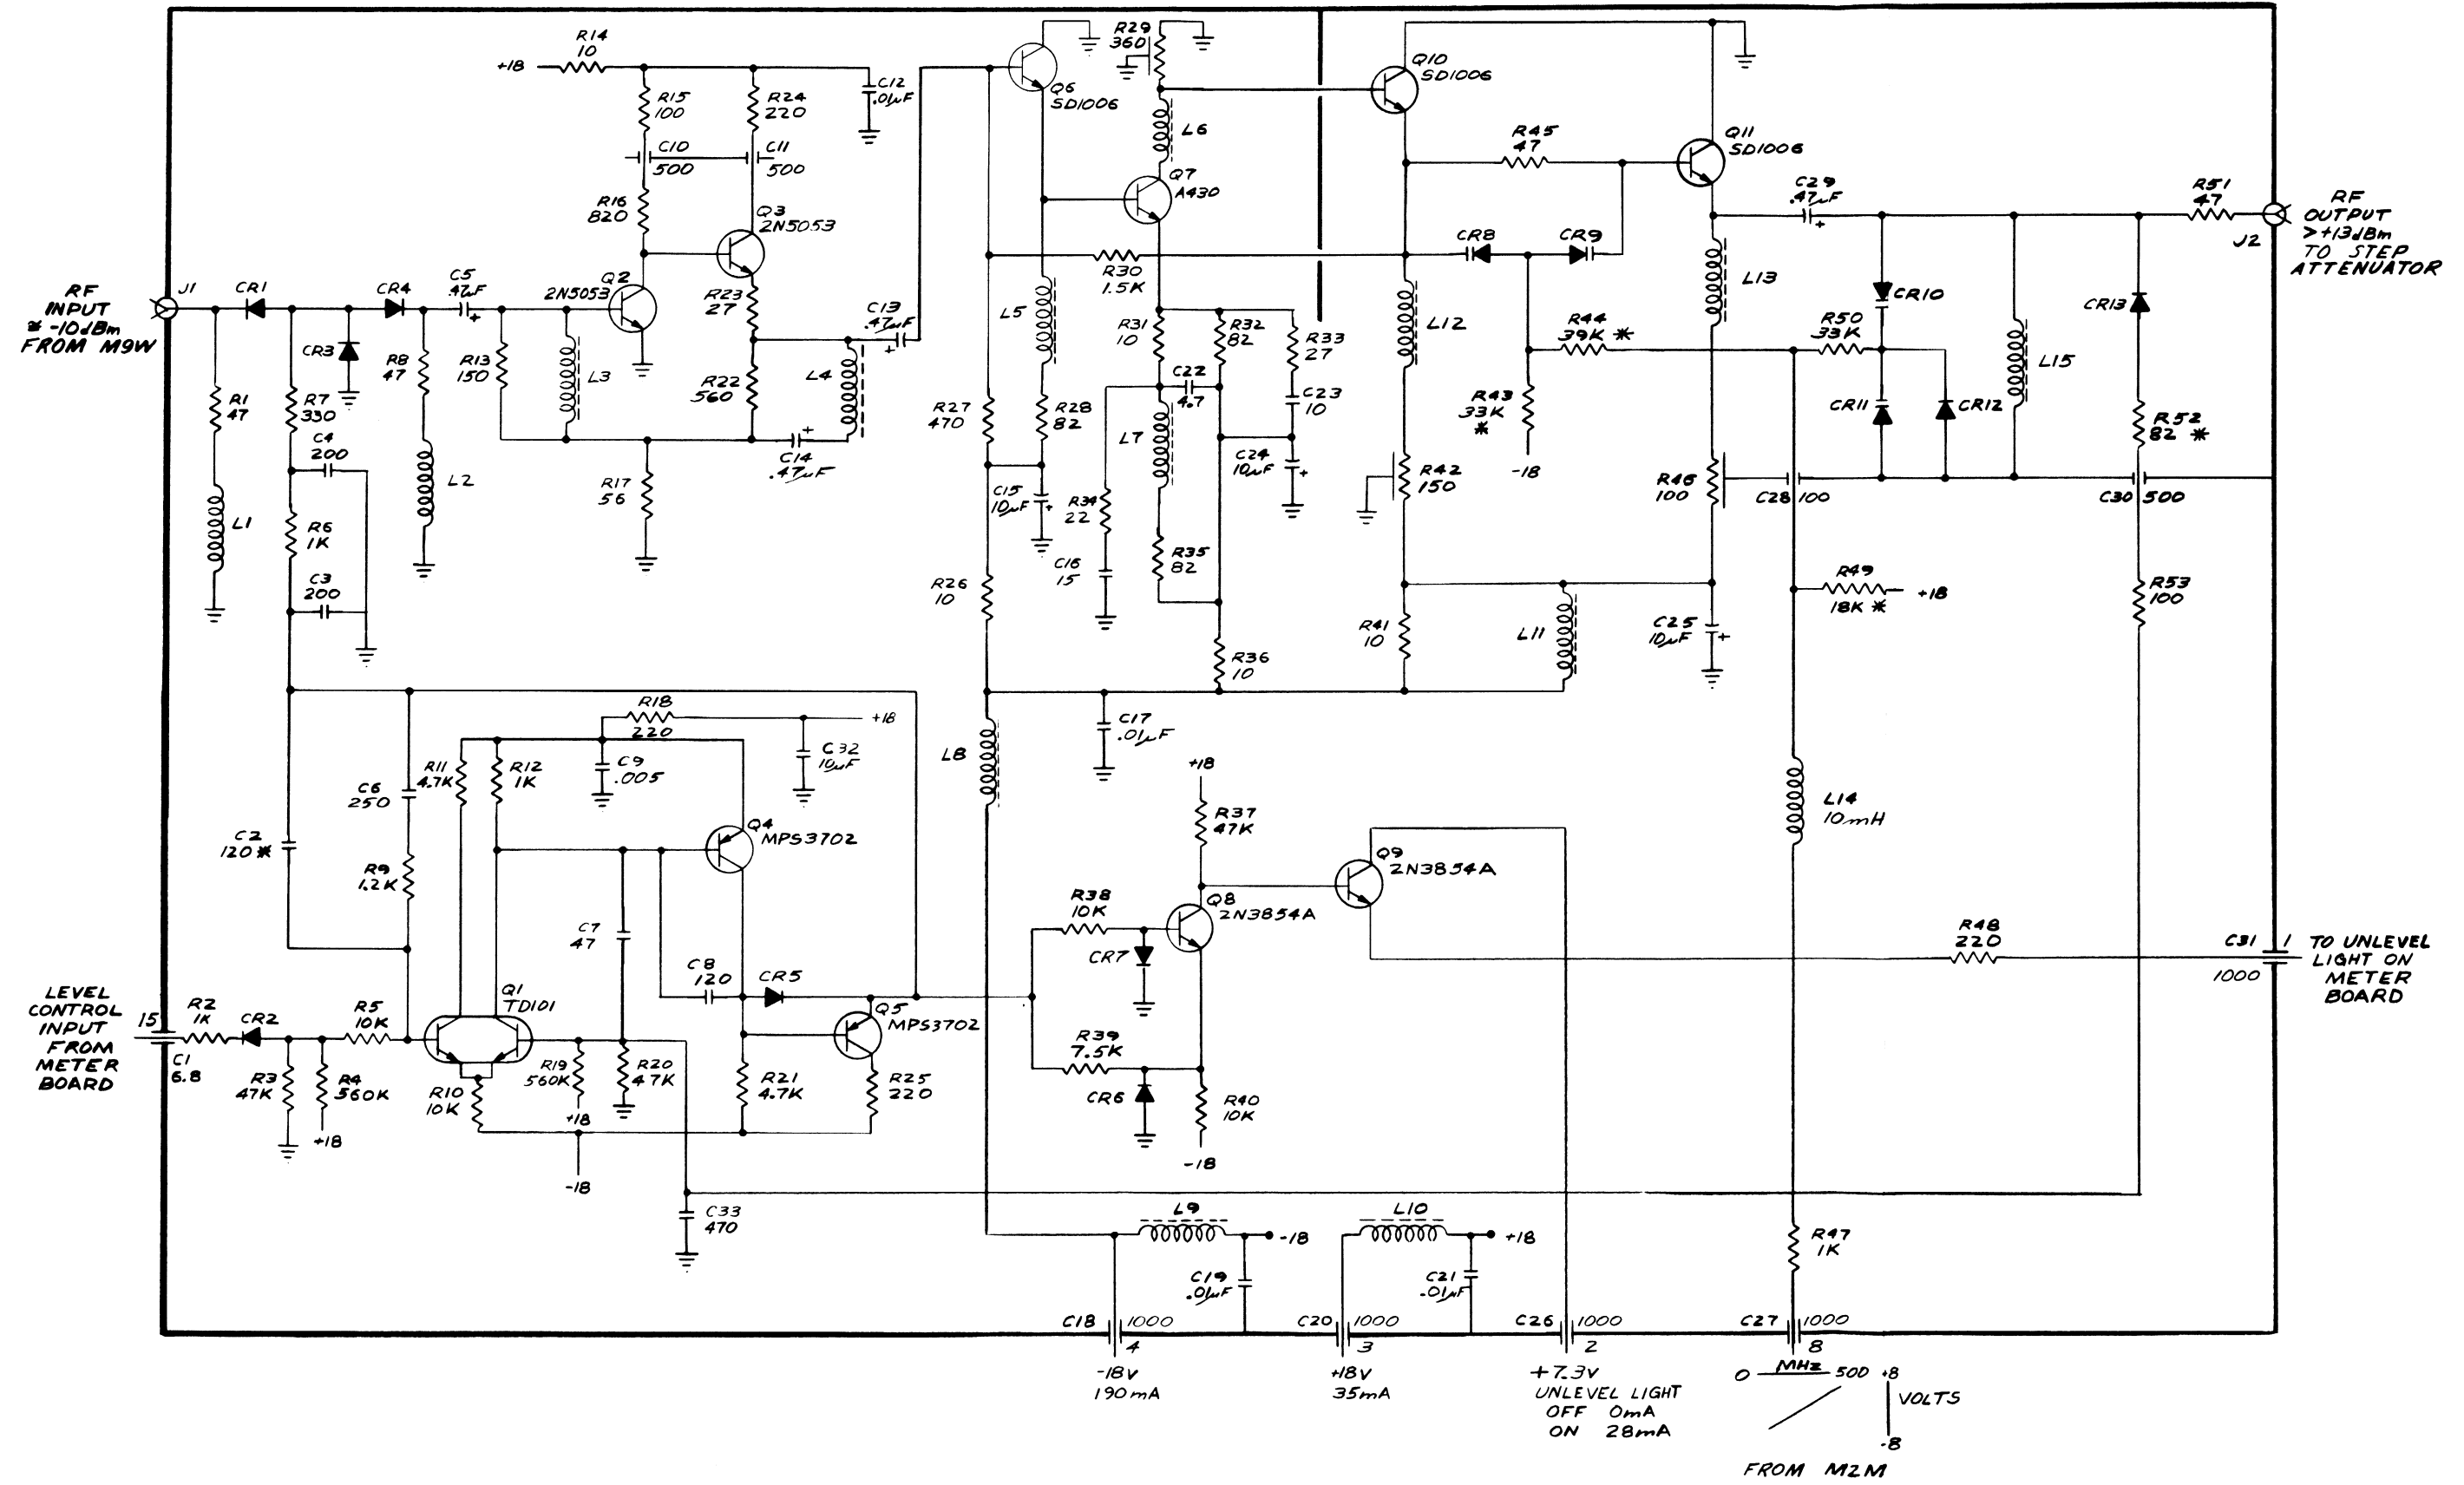 R14
10
+18
R15
100
R24
220
C12
.01µF
C10
500
C11
500
R16
820
Q3
2N5053
Q2
2N5053
R23
27
R22
560
L4
C13
.47µF
+
C14
.47µF
+
R17
56
RF
INPUT
* -10dBm
FROM M9W
J1
CR1
CR4
C5
.47µF
+
CR3
R8
47
R13
150
L3
R1
47
L1
R7
330
C4
200
R6
1K
C3
200
L2
Q6
SD1006
R29
360
L6
Q7
A430
L5
R30
1.5K
R31
10
R32
82
R33
27
C22
4.7
C23
10
R27
470
R28
82
L7
C24
10µF
+
C15
10µF
+
R34
22
C16
15
R35
82
R26
10
R36
10
Q10
SD1006
R45
47
Q11
SD1006
C29
.47µF
+
R51
47
RF
OUTPUT
>+13dBm
TO STEP
ATTENUATOR
J2
CR8
CR9
L12
L13
R44
39K *
R43
33K
*
-18
R50
33K
CR10
CR11
CR12
L15
CR13
R52
82 *
R42
150
R46
100
C28 100
C30 500
R41
10
L11
C25
10µF
+
R49
18K *
+18
R53
100
C17
.01µF
L8
R18
220
+18
C32
10µF
C9
.005
R11
4.7K
R12
1K
C6
250
C2
120 *
R9
1.2K
Q4
MPS3702
C7
47
C8
120
CR5
Q5
MPS3702
Q1
TD101
LEVEL
CONTROL
INPUT
FROM
METER
BOARD
15
C1
6.8
R2
1K
CR2
R5
10K
R3
47K
R4
560K
+18
R10
10K
R19
560K
+18
R20
47K
R21
4.7K
R25
220
-18
C33
470
+18
R37
47K
R38
10K
Q8
2N3854A
CR7
R39
7.5K
CR6
R40
10K
-18
Q9
2N3854A
L14
10mH
R48
220
C31
1
1000
TO UNLEVEL
LIGHT ON
METER
BOARD
R47
1K
L9
-18
C19
.01µF
L10
+18
C21
.01µF
C18
1000
4
-18V
190mA
C20
1000
3
+18V
35mA
C26
1000
2
+7.3V
UNLEVEL LIGHT
OFF 0mA
ON 28mA
C27
1000
8
0 MHz 500
+8
VOLTS
-8
FROM M2M